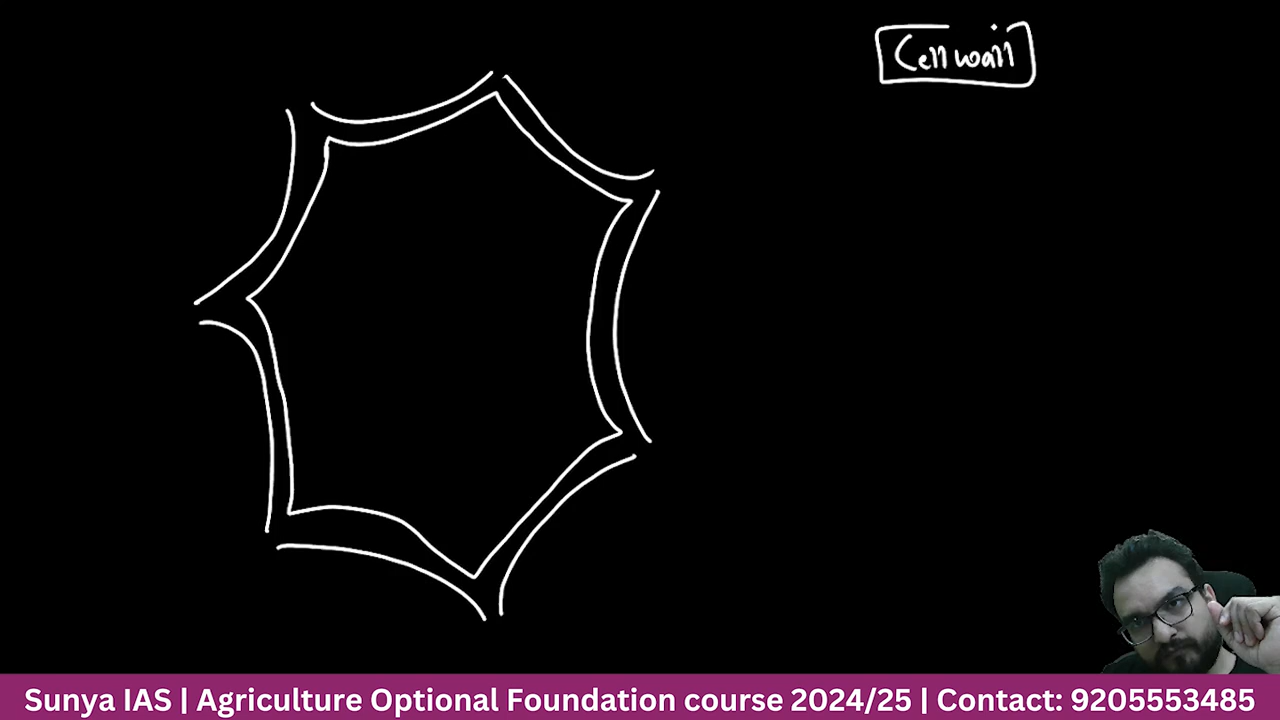 Cell wall
Sunya IAS | Agriculture Optional Foundation course 2024/25 | Contact: 9205553485